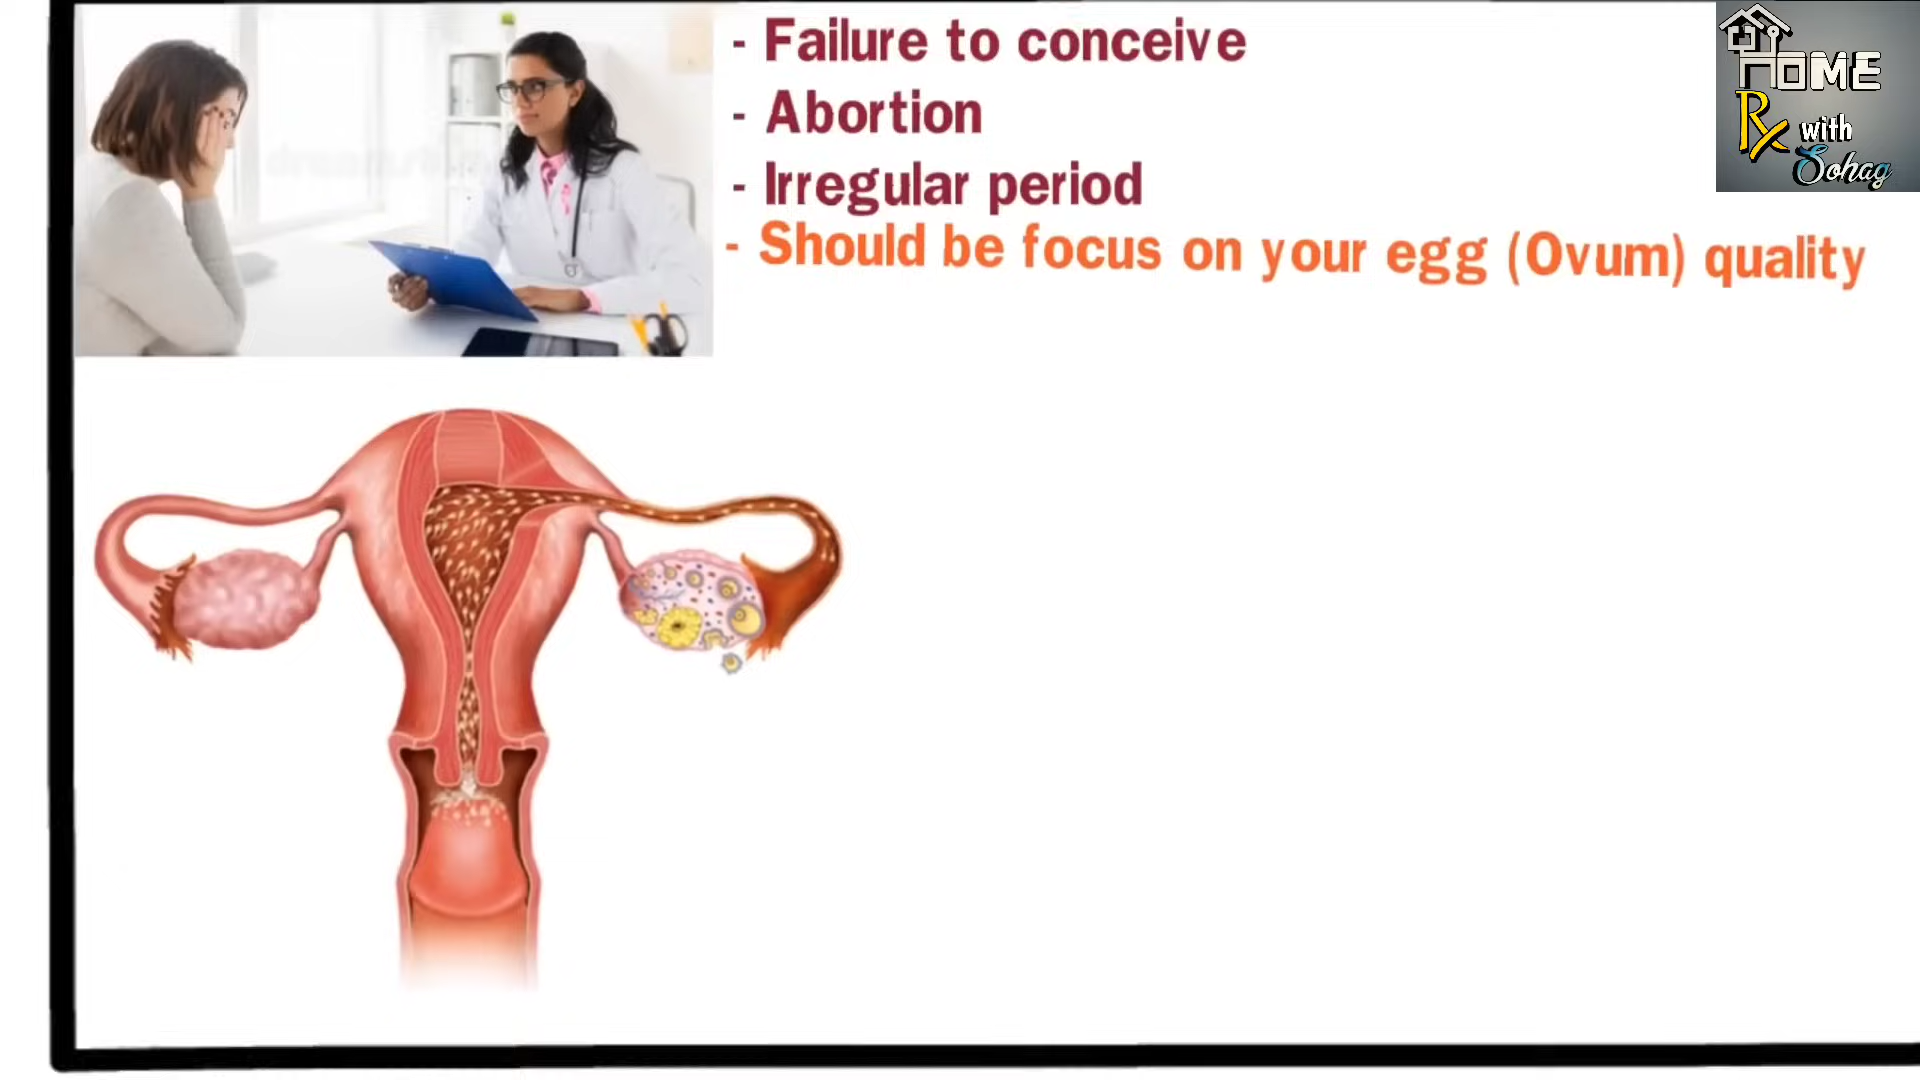 - Failure to conceive
- Abortion
- Irregular period
- Should be focus on your egg (Ovum) quality
HOME
Rx with
Sohag